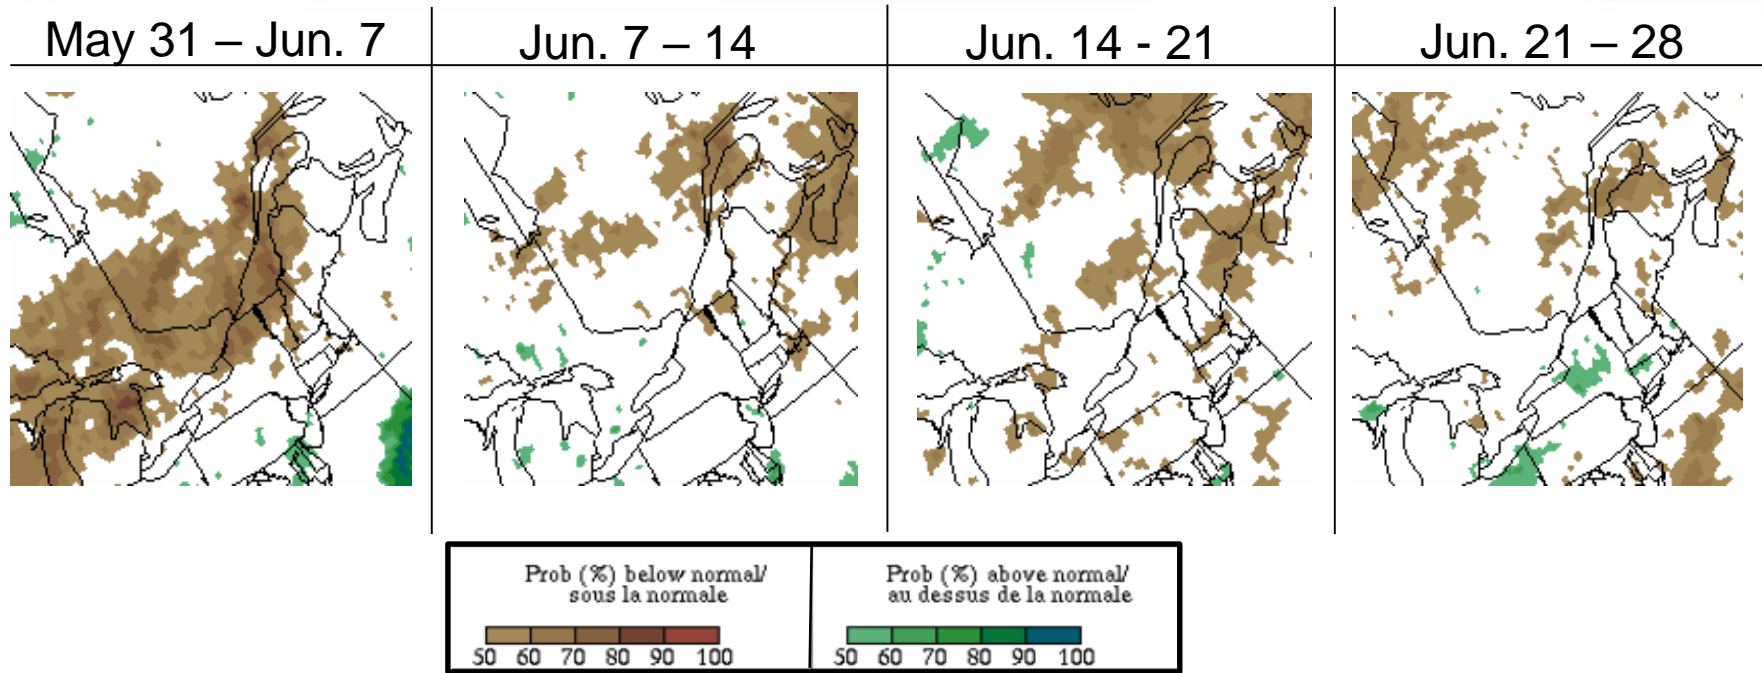 May 31 – Jun. 7
Jun. 7 – 14
Jun. 14 - 21
Jun. 21 – 28
Prob (%) below normal/
sous la normale
50 60 70 80 90 100
Prob (%) above normal/
au dessus de la normale
50 60 70 80 90 100